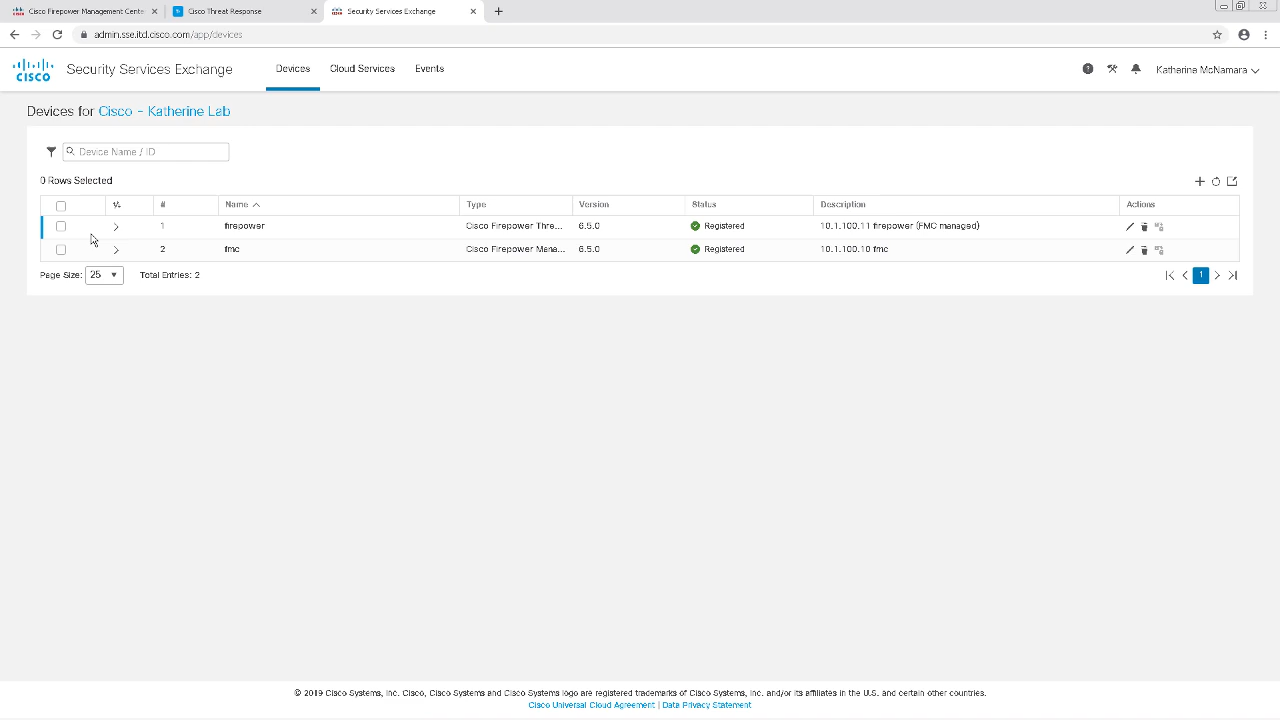 Cisco Firepower Management Cente
Cisco Threat Response
Security Services Exchange
admin.sse.itd.cisco.com/app/devices
cisco
Security Services Exchange
Devices
Cloud Services
Events
Katherine McNamara
Devices for Cisco - Katherine Lab
Device Name / ID
0 Rows Selected
# Name Type Version Status Description Actions
1 firepower Cisco Firepower Thre... 6.5.0 Registered 10.1.100.11 firepower (FMC managed)
2 fmc Cisco Firepower Mana... 6.5.0 Registered 10.1.100.10 fmc
Page Size: 25 Total Entries: 2 1
© 2019 Cisco Systems, Inc. Cisco, Cisco Systems and Cisco Systems logo are registered trademarks of Cisco Systems, Inc. and/or its affiliates in the U.S. and certain other countries.
Cisco Universal Cloud Agreement | Data Privacy Statement